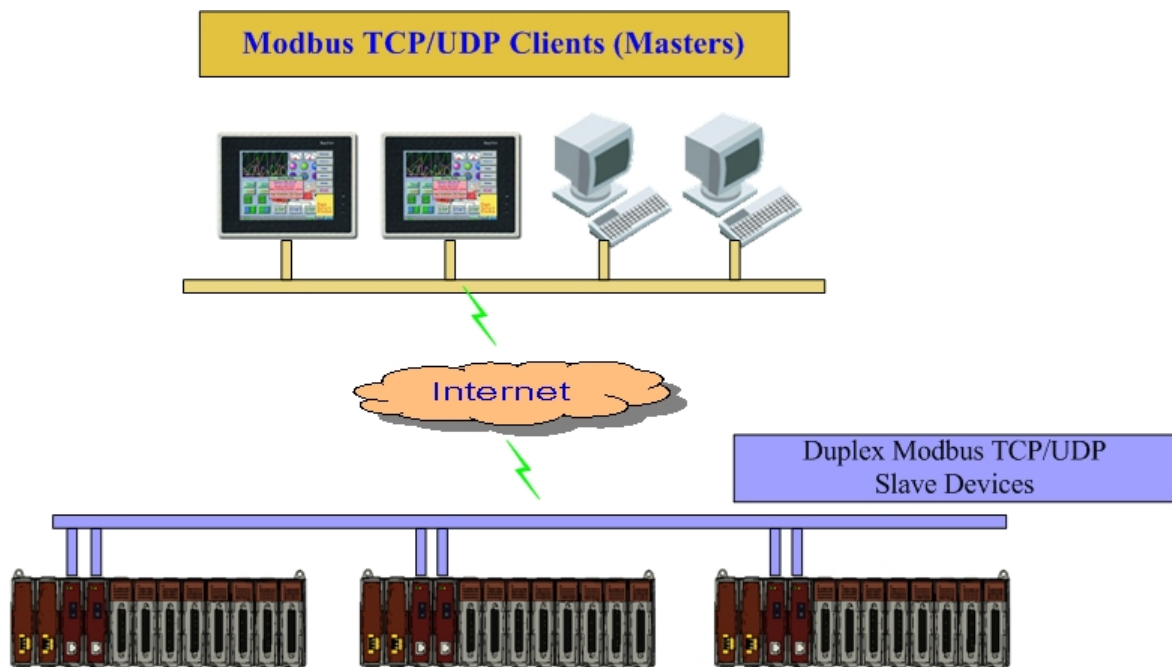 Modbus TCP/UDP Clients (Masters)
Internet
Duplex Modbus TCP/UDP
Slave Devices